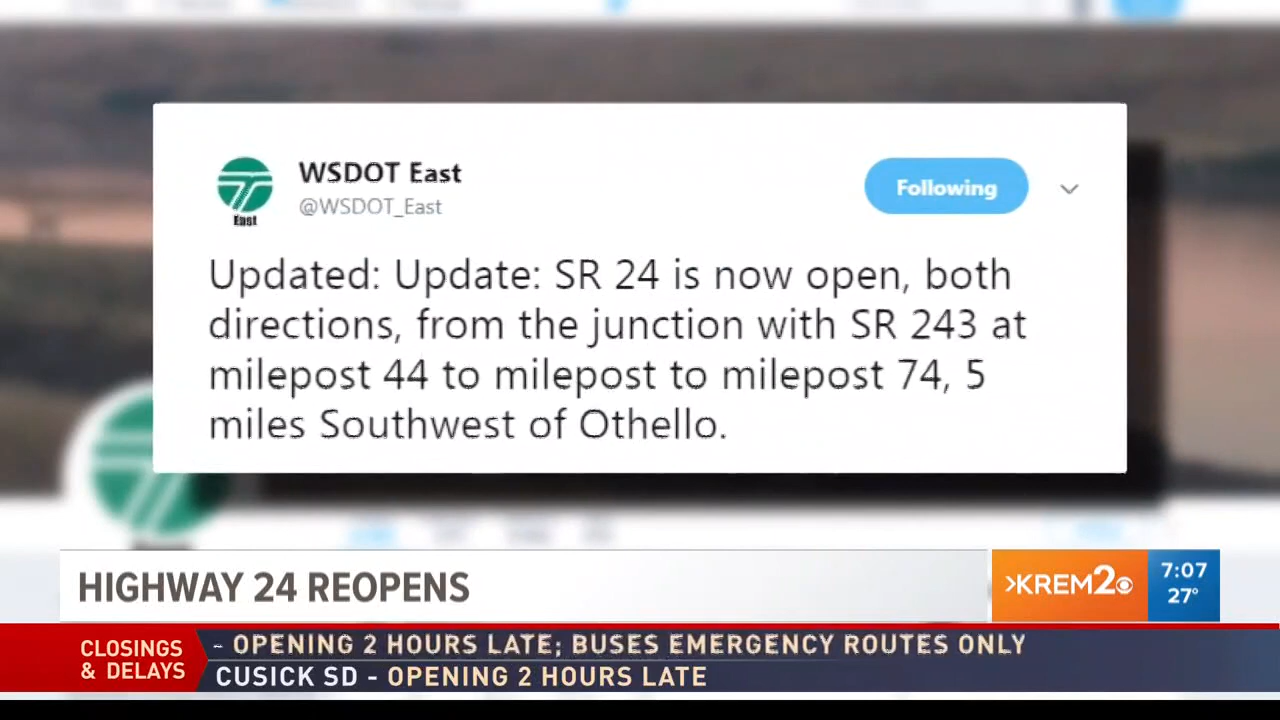 WSDOT East
@WSDOT_East
Following
East
Updated: Update: SR 24 is now open, both
directions, from the junction with SR 243 at
milepost 44 to milepost to milepost 74, 5
miles Southwest of Othello.
HIGHWAY 24 REOPENS
KREM2
7:07
27°
CLOSINGS
& DELAYS
- OPENING 2 HOURS LATE; BUSES EMERGENCY ROUTES ONLY
CUSICK SD - OPENING 2 HOURS LATE